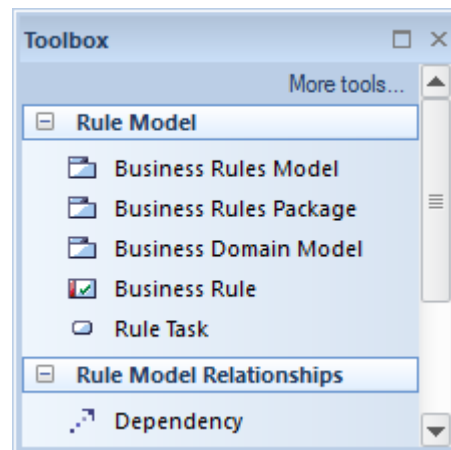 Toolbox
More tools...
Rule Model
Business Rules Model
Business Rules Package
Business Domain Model
Business Rule
Rule Task
Rule Model Relationships
Dependency